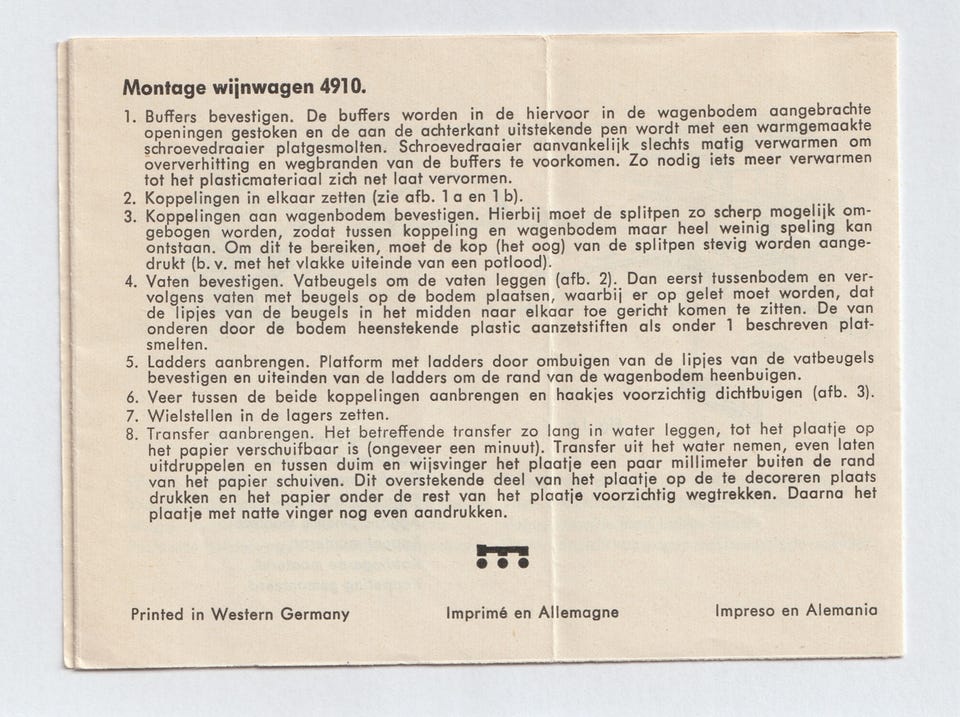 Montage wijnwagen 4910.
1. Buffers bevestigen. De buffers worden in de hiervoor in de wagenbodem aangebrachte
openingen gestoken en de aan de achterkant uitstekende pen wordt met een warmgemaakte
schroevedraaier platgesmolten. Schroevedraaier aanvankelijk slechts matig verwarmen om
oververhitting en wegbranden van de buffers te voorkomen. Zo nodig iets meer verwarmen
tot het plasticmateriaal zich net laat vervormen.
2. Koppelingen in elkaar zetten (zie afb. 1 a en 1 b).
3. Koppelingen aan wagenbodem bevestigen. Hierbij moet de splitpen zo scherp mogelijk om-
gebogen worden, zodat tussen koppeling en wagenbodem maar heel weinig speling kan
ontstaan. Om dit te bereiken, moet de kop (het oog) van de splitpen stevig worden aange-
drukt (b. v. met het vlakke uiteinde van een potlood).
4. Vaten bevestigen. Vatbeugels om de vaten leggen (afb. 2). Dan eerst tussenbodem en ver-
volgens vaten met beugels op de bodem plaatsen, waarbij er op gelet moet worden, dat
de lipjes van de beugels in het midden naar elkaar toe gericht komen te zitten. De van
onderen door de bodem heenstekende plastic aanzetstiften als onder 1 beschreven plat-
smelten.
5. Ladders aanbrengen. Platform met ladders door ombuigen van de lipjes van de vatbeugels
bevestigen en uiteinden van de ladders om de rand van de wagenbodem heenbuigen.
6. Veer tussen de beide koppelingen aanbrengen en haakjes voorzichtig dichtbuigen (afb. 3).
7. Wielstellen in de lagers zetten.
8. Transfer aanbrengen. Het betreffende transfer zo lang in water leggen, tot het plaatje op
het papier verschuifbaar is (ongeveer een minuut). Transfer uit het water nemen, even laten
uitdruppelen en tussen duim en wijsvinger het plaatje een paar millimeter buiten de rand
van het papier schuiven. Dit overstekende deel van het plaatje op de te decoreren plaats
drukken en het papier onder de rest van het plaatje voorzichtig wegtrekken. Daarna het
plaatje met natte vinger nog even aandrukken.
Printed in Western Germany Imprimé en Allemagne Impreso en Alemania